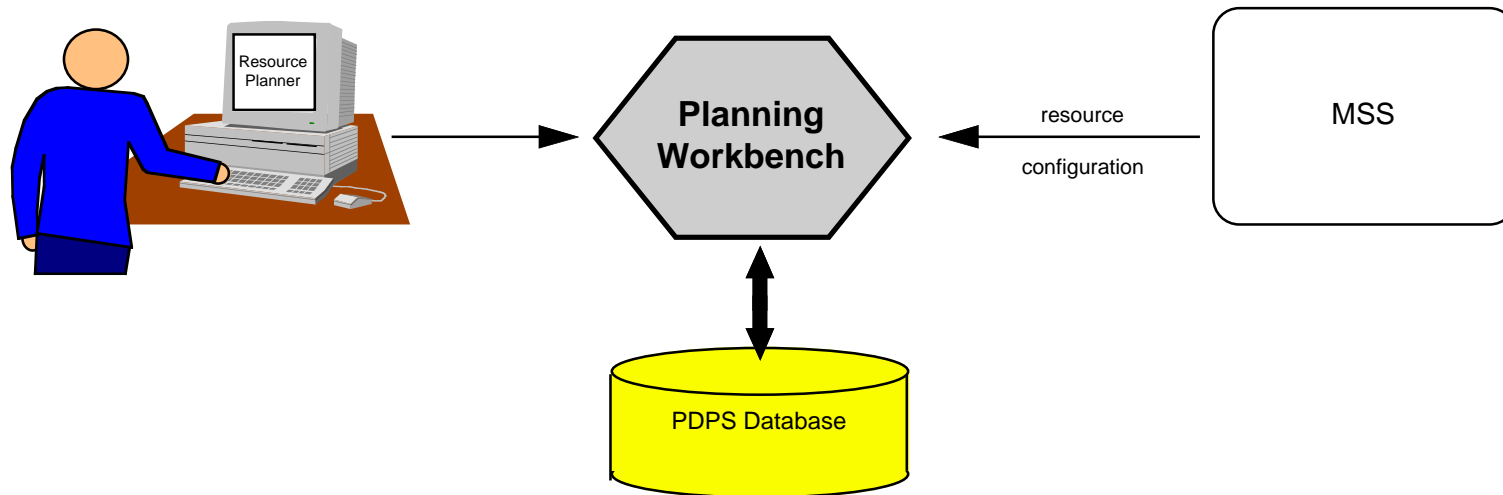 Resource
Planner
Planning
Workbench
resource
configuration
MSS
PDPS Database